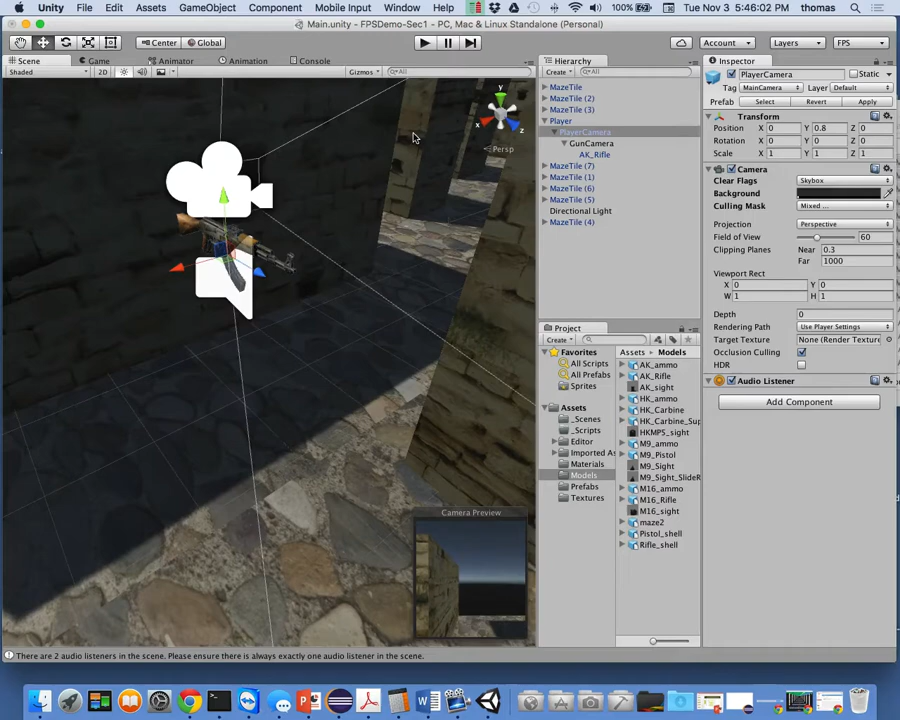 Unity File Edit Assets GameObject Component Mobile Input Window Help 100% Tue Nov 3 5:46:02 PM thomas
Main.unity - FPSDemo-Sec1 - PC, Mac & Linux Standalone (Personal)
Center Global Account Layers FPS
Scene Game Animator Animation Console
Shaded 2D Gizmos All
y
x
z
Persp
Camera Preview
Hierarchy
Create All
MazeTile
MazeTile (2)
MazeTile (3)
Player
PlayerCamera
GunCamera
AK_Rifle
MazeTile (7)
MazeTile (1)
MazeTile (6)
MazeTile (5)
Directional Light
MazeTile (4)
Project
Create
Favorites
All Scripts
All Prefabs
Sprites
Assets
_Scenes
_Scripts
Editor
Imported As
Materials
Models
Prefabs
Textures
Assets Models
AK_ammo
AK_Rifle
AK_sight
HK_ammo
HK_Carbine
HK_Carbine_Sup
HKMP5_sight
M9_ammo
M9_Pistol
M9_Sight
M9_Sight_SlideR
M16_ammo
M16_Rifle
M16_sight
maze2
Pistol_shell
Rifle_shell
Inspector
PlayerCamera Static
Tag MainCamera Layer Default
Prefab Select Revert Apply
Transform
Position X 0 Y 0.8 Z 0
Rotation X 0 Y 0 Z 0
Scale X 1 Y 1 Z 1
Camera
Clear Flags Skybox
Background
Culling Mask Mixed ...
Projection Perspective
Field of View 60
Clipping Planes Near 0.3
Far 1000
Viewport Rect
X 0 Y 0
W 1 H 1
Depth 0
Rendering Path Use Player Settings
Target Texture None (Render Texture
Occlusion Culling
HDR
Audio Listener
Add Component
There are 2 audio listeners in the scene. Please ensure there is always exactly one audio listener in the scene.